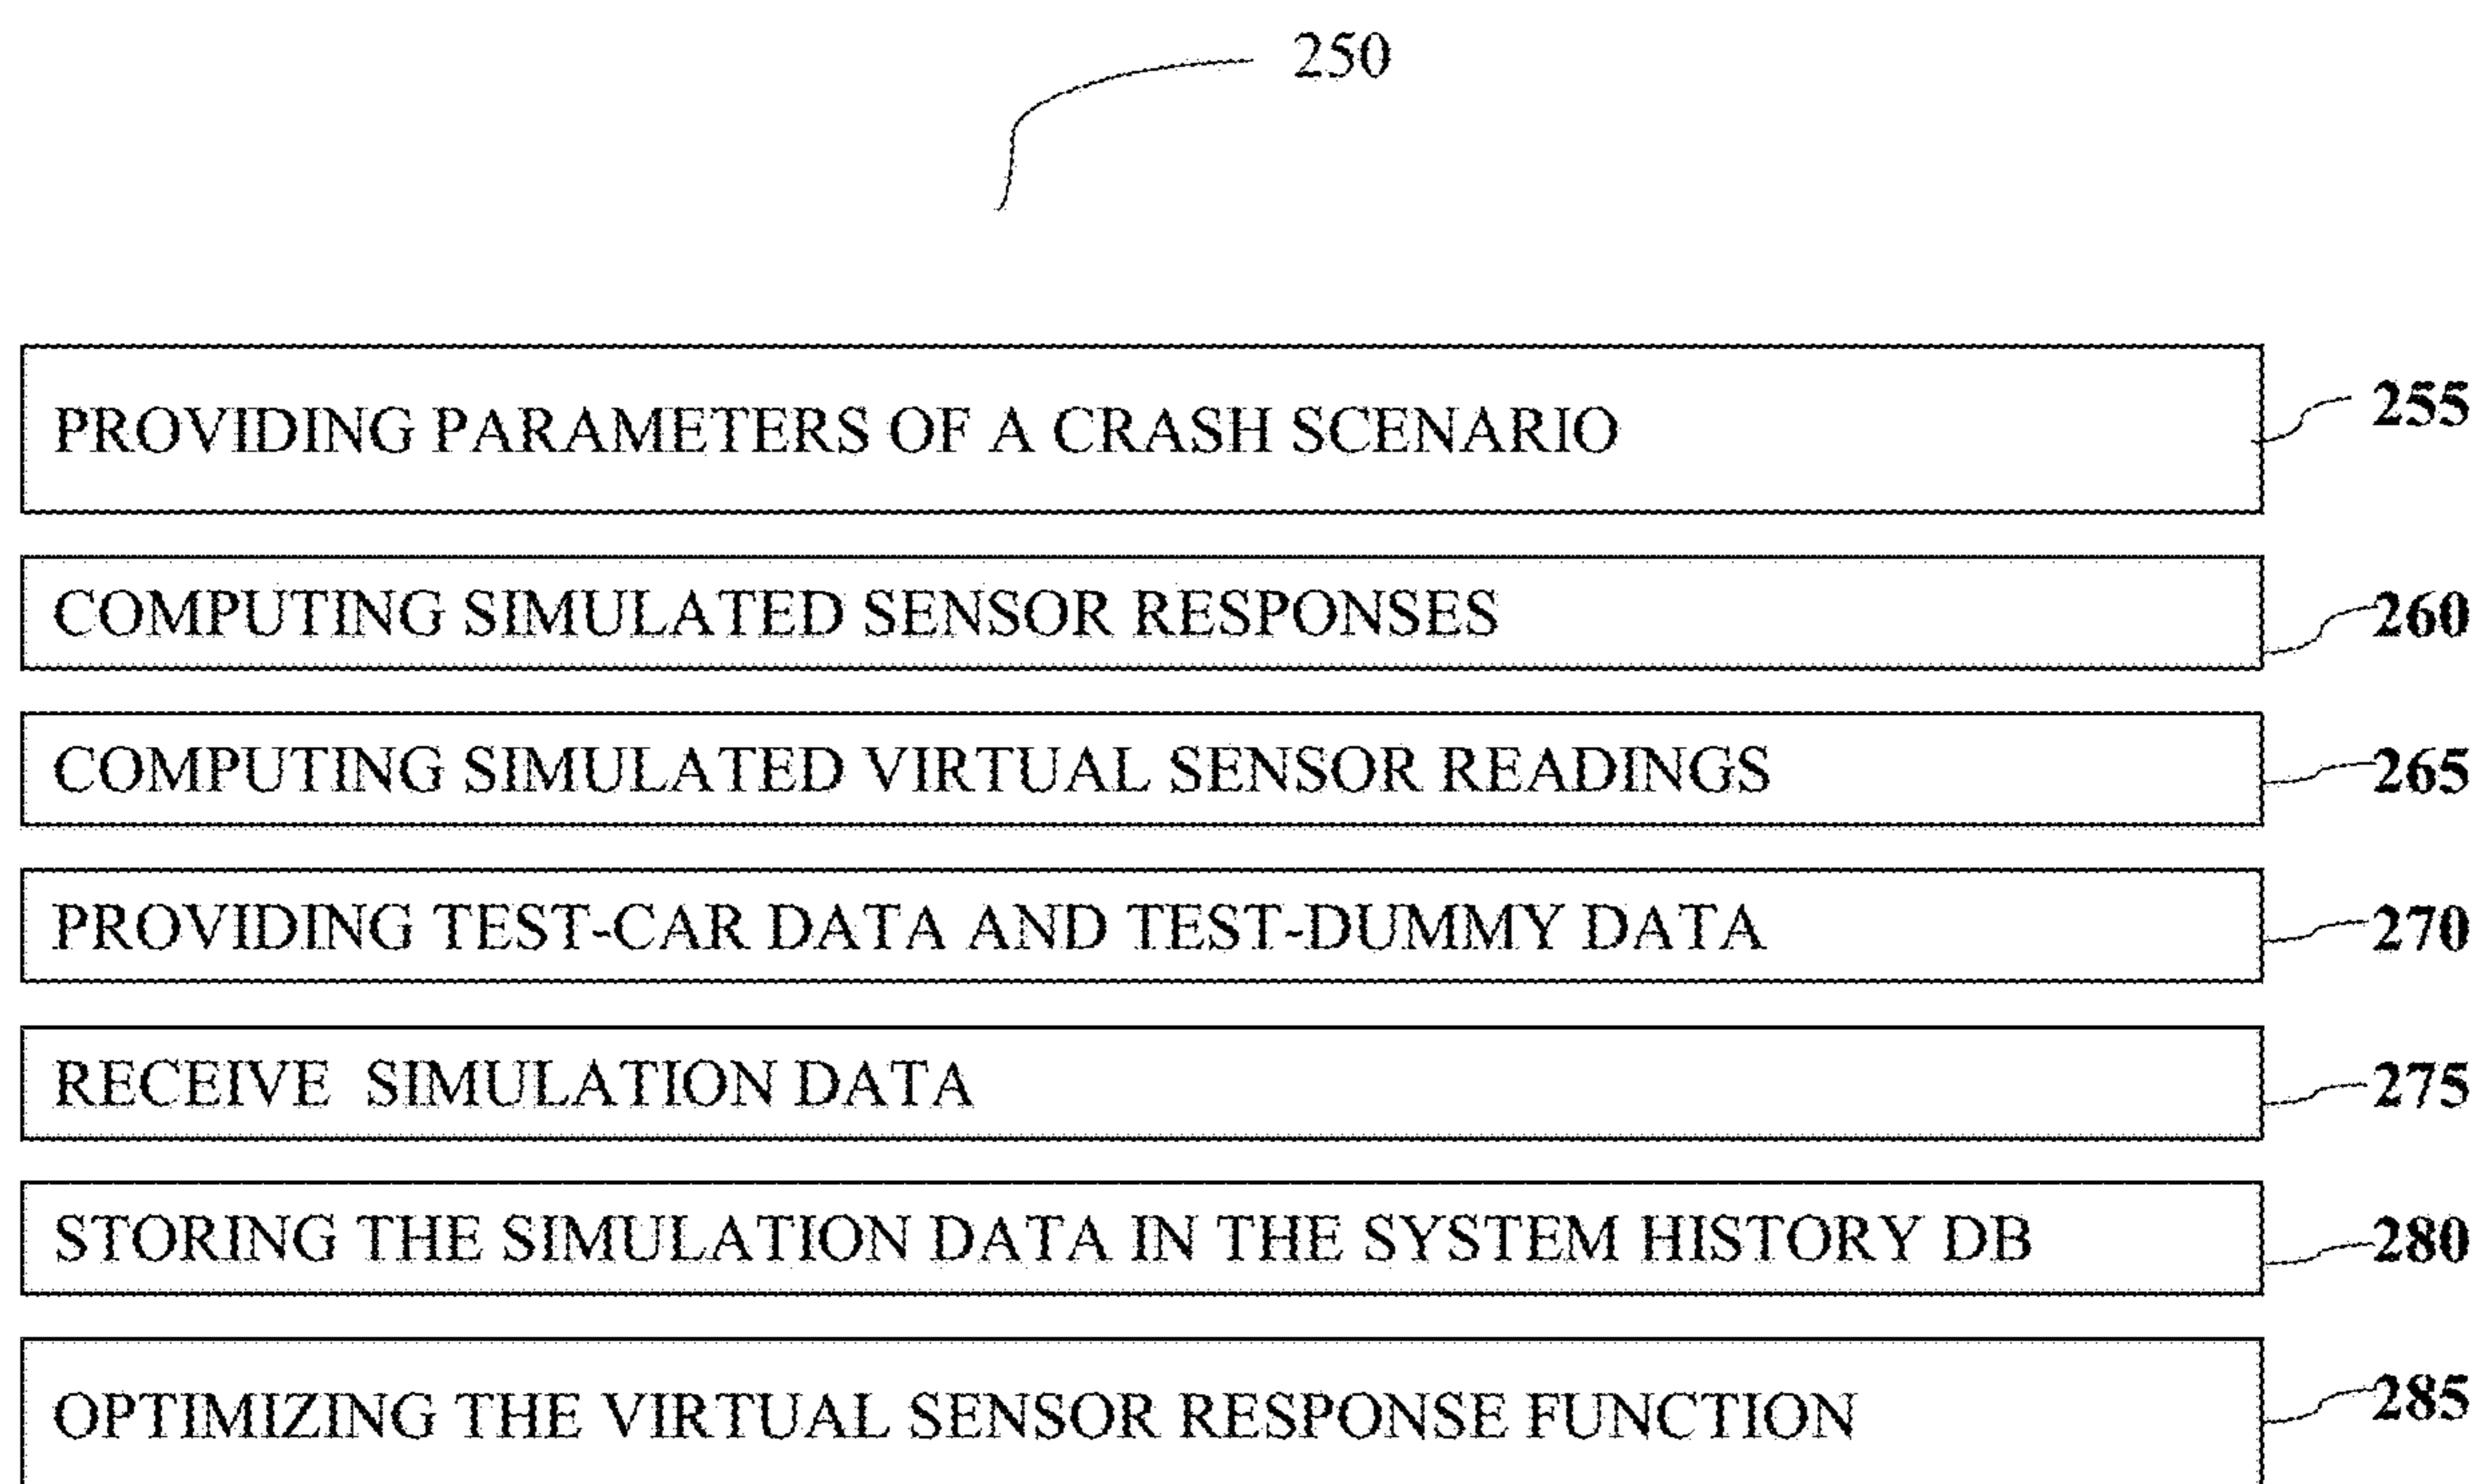 250
PROVIDING PARAMETERS OF A CRASH SCENARIO 255
COMPUTING SIMULATED SENSOR RESPONSES 260
COMPUTING SIMULATED VIRTUAL SENSOR READINGS 265
PROVIDING TEST-CAR DATA AND TEST-DUMMY DATA 270
RECEIVE SIMULATION DATA 275
STORING THE SIMULATION DATA IN THE SYSTEM HISTORY DB 280
OPTIMIZING THE VIRTUAL SENSOR RESPONSE FUNCTION 285